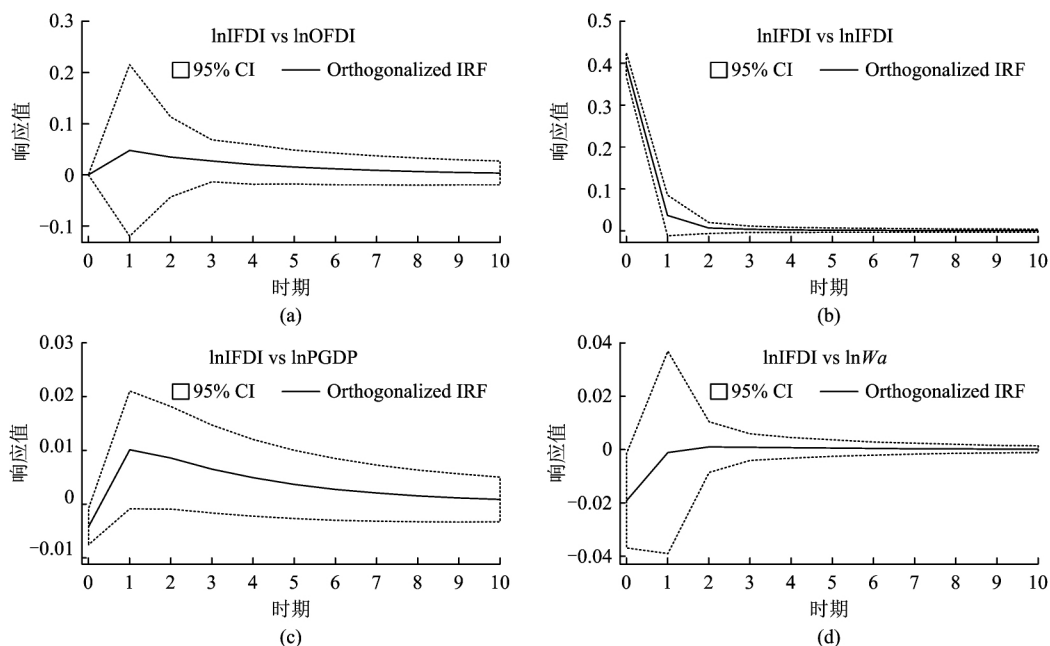 0.3
0.2
0.1
0
−0.1
响应值
lnIFDI vs lnOFDI
95% CI
Orthogonalized IRF
0 1 2 3 4 5 6 7 8 9 10
时期
(a)
0.5
0.4
0.3
0.2
0.1
0
响应值
lnIFDI vs lnIFDI
95% CI
Orthogonalized IRF
0 1 2 3 4 5 6 7 8 9 10
时期
(b)
0.03
0.02
0.01
0
−0.01
响应值
lnIFDI vs lnPGDP
95% CI
Orthogonalized IRF
0 1 2 3 4 5 6 7 8 9 10
时期
(c)
0.04
0.02
0
−0.02
−0.04
响应值
lnIFDI vs lnWa
95% CI
Orthogonalized IRF
0 1 2 3 4 5 6 7 8 9 10
时期
(d)